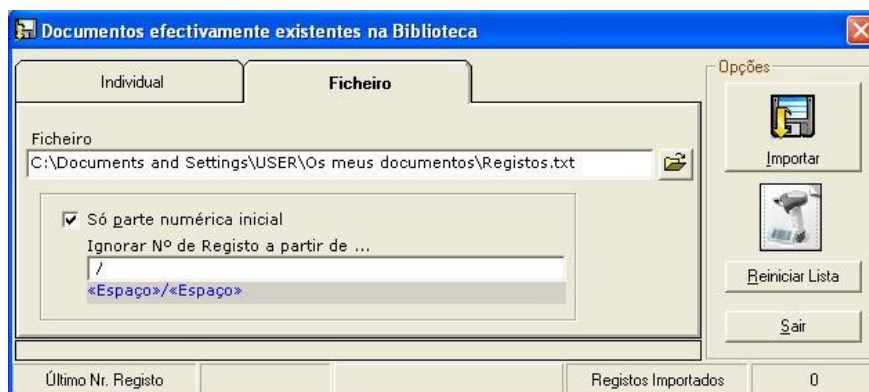 Documentos efectivamente existentes na Biblioteca
Individual
Ficheiro
Ficheiro
C:\Documents and Settings\USER\Os meus documentos\Registos.txt
Só parte numérica inicial
Ignorar Nº de Registo a partir de ...
/
«Espaço»/«Espaço»
Opções
Importar
Reiniciar Lista
Sair
Último Nr. Registo
Registos Importados
0